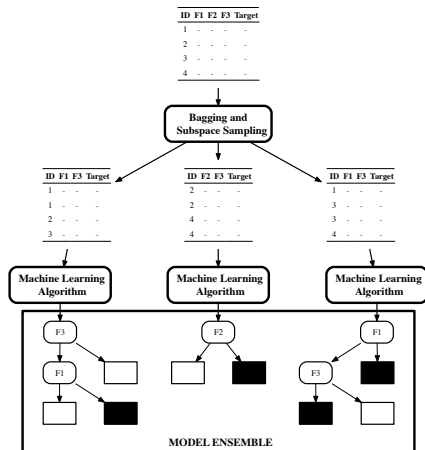 ID F1 F2 F3 Target
1 - - - -
2 - - - -
3 - - - -
4 - - - -
Bagging and
Subspace Sampling
ID F1 F3 Target
1 - - -
1 - - -
2 - - -
3 - - -
ID F2 F3 Target
2 - - -
2 - - -
4 - - -
4 - - -
ID F1 F3 Target
1 - - -
3 - - -
3 - - -
4 - - -
Machine Learning
Algorithm
Machine Learning
Algorithm
Machine Learning
Algorithm
F3
F1
F2
F1
F3
MODEL ENSEMBLE